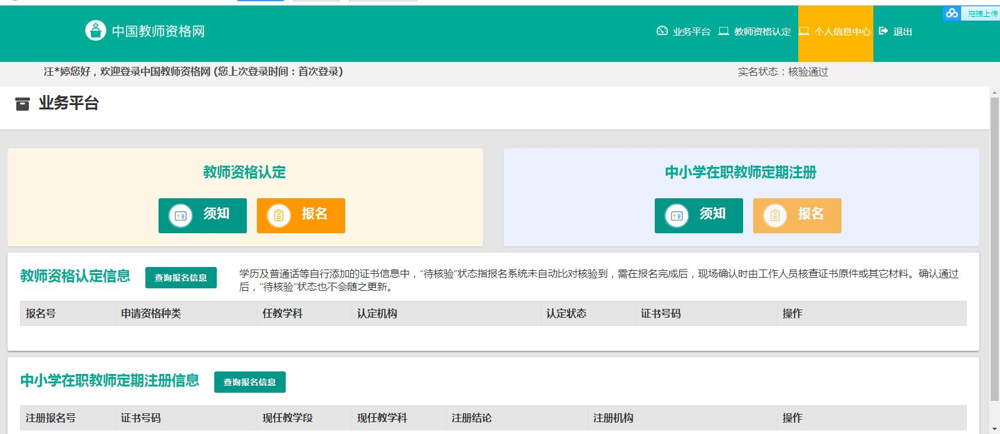 拖拽上传
中国教师资格网
业务平台 教师资格认定 个人信息中心 退出
汪*婷您好，欢迎登录中国教师资格网 (您上次登录时间：首次登录)
实名状态：核验通过
业务平台
教师资格认定
须知 报名
中小学在职教师定期注册
须知 报名
教师资格认定信息 查询报名信息
学历及普通话等自行添加的证书信息中，“待核验”状态指报名系统未自动比对核验到，需在报名完成后，现场确认时由工作人员核查证书原件或其它材料。确认通过
后，"待核验"状态也不会随之更新。
报名号 申请资格种类 任教学科 认定机构 认定状态 证书号码 操作
中小学在职教师定期注册信息 查询报名信息
注册报名号 证书号码 现任教学段 现任教学科 注册结论 注册机构 操作